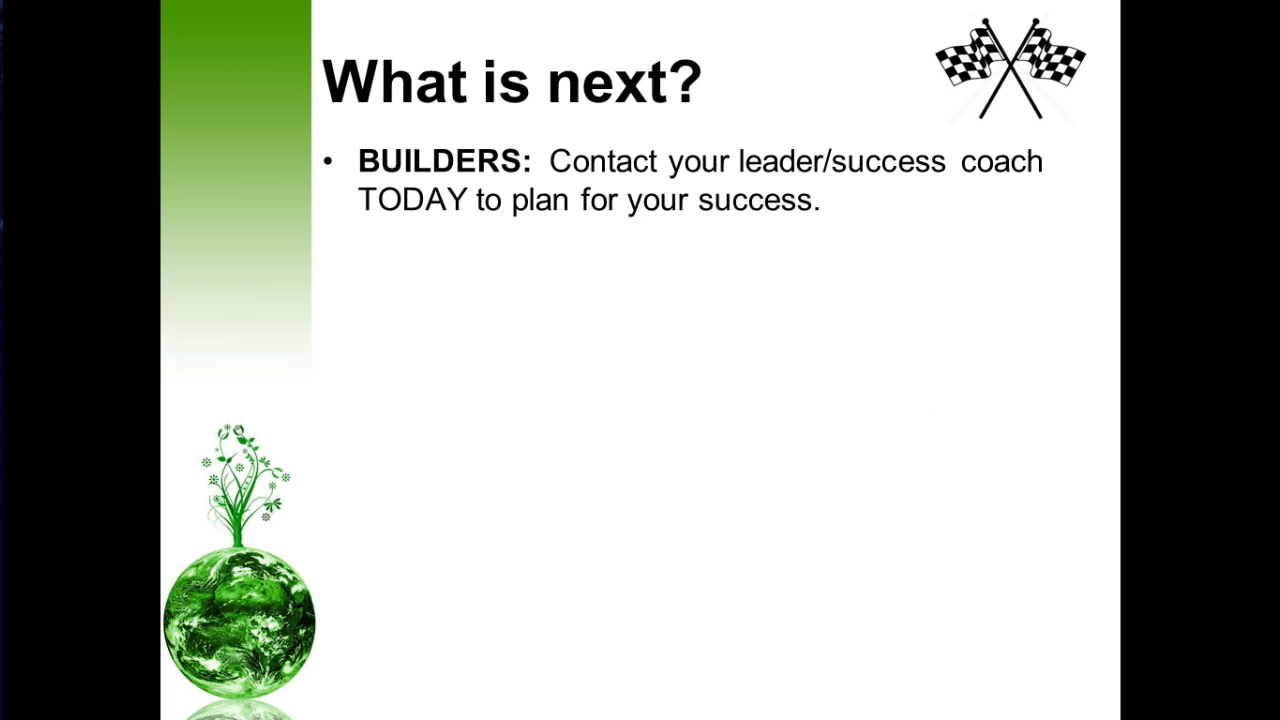 What is next?
• BUILDERS: Contact your leader/success coach
TODAY to plan for your success.